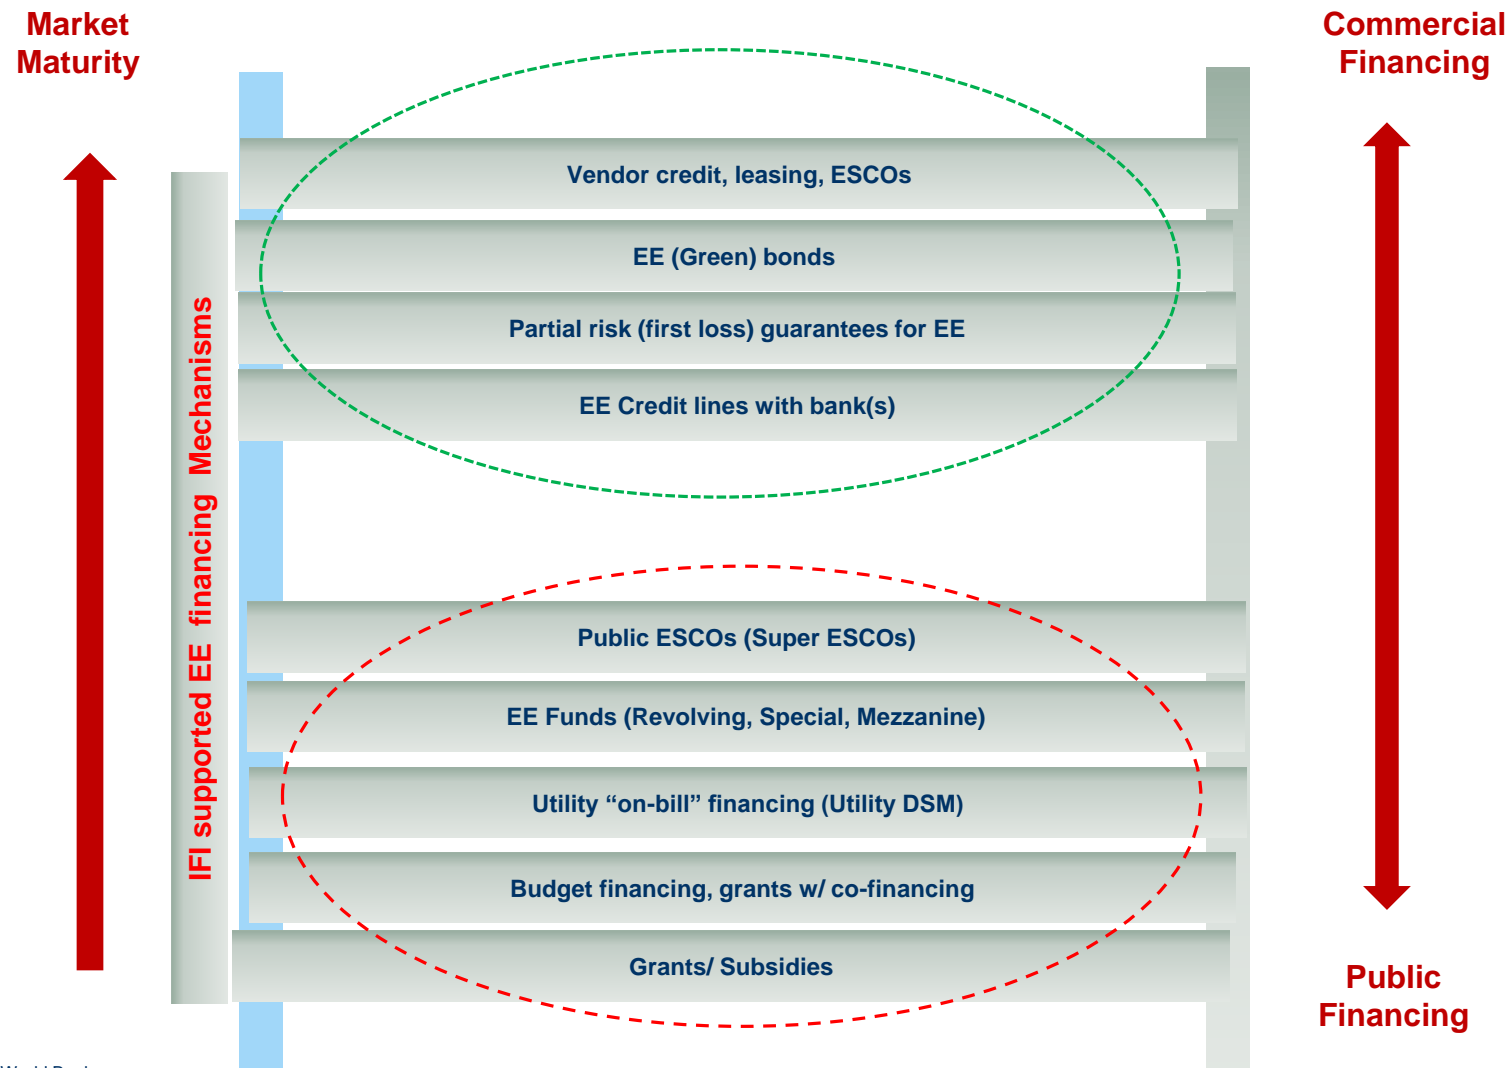 Market
Maturity
Commercial
Financing
Vendor credit, leasing, ESCOs
EE (Green) bonds
Partial risk (first loss) guarantees for EE
EE Credit lines with bank(s)
IFI supported EE financing Mechanisms
Public ESCOs (Super ESCOs)
EE Funds (Revolving, Special, Mezzanine)
Utility “on-bill” financing (Utility DSM)
Budget financing, grants w/ co-financing
Grants/ Subsidies
Public
Financing